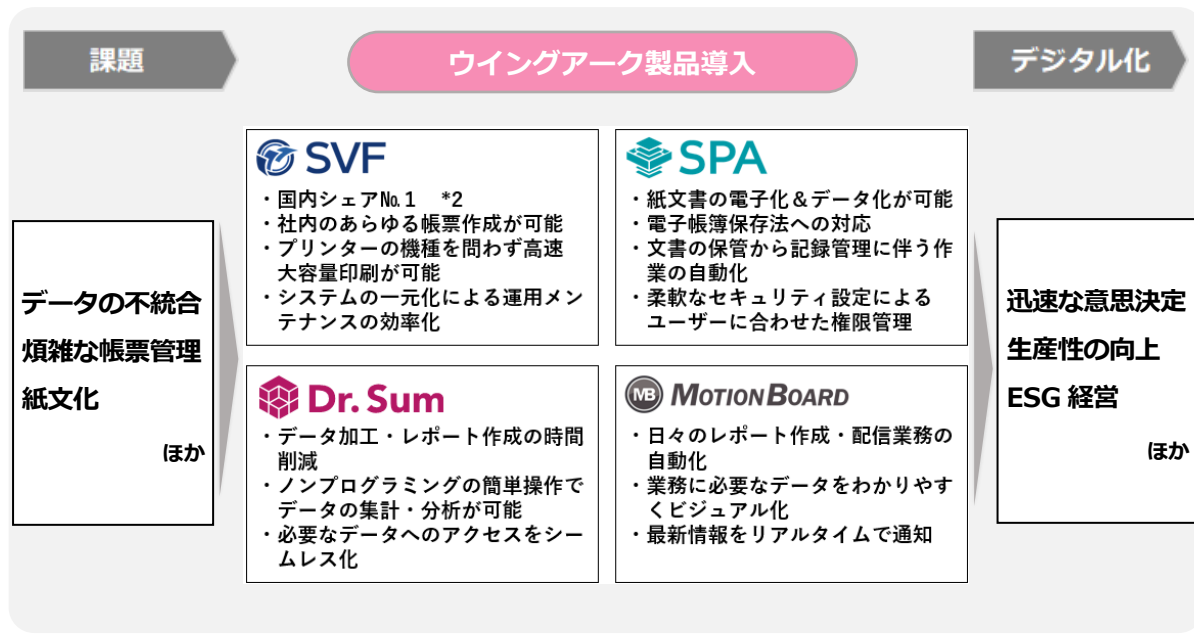 課題
ウイングアーク製品導入
デジタル化
データの不統合
煩雑な帳票管理
紙文化
ほか
SVF
・国内シェア№1 *2
・社内のあらゆる帳票作成が可能
・プリンターの機種を問わず高速
大容量印刷が可能
・システムの一元化による運用メン
テナンスの効率化
SPA
・紙文書の電子化&データ化が可能
・電子帳簿保存法への対応
・文書の保管から記録管理に伴う作
業の自動化
・柔軟なセキュリティ設定による
ユーザーに合わせた権限管理
Dr. Sum
・データ加工・レポート作成の時間
削減
・ノンプログラミングの簡単操作で
データの集計・分析が可能
・必要なデータへのアクセスをシー
ムレス化
MB MOTIONBOARD
・日々のレポート作成・配信業務の
自動化
・業務に必要なデータをわかりやす
くビジュアル化
・最新情報をリアルタイムで通知
迅速な意思決定
生産性の向上
ESG 経営
ほか